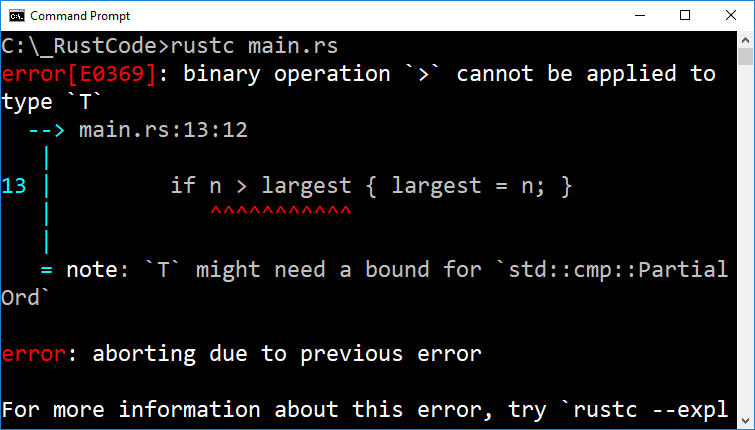 Command Prompt
C:\_RustCode>rustc main.rs
error[E0369]: binary operation `>` cannot be applied to
type `T`
  --> main.rs:13:12
   |
13 |         if n > largest { largest = n; }
   |            ^^^^^^^^^^^
   |
   = note: `T` might need a bound for `std::cmp::Partial
Ord`
error: aborting due to previous error
For more information about this error, try `rustc --expl